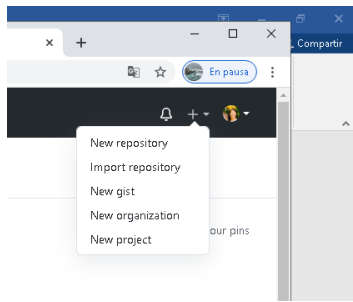 Compartir
En pausa
New repository
Import repository
New gist
New organization
New project
our pins